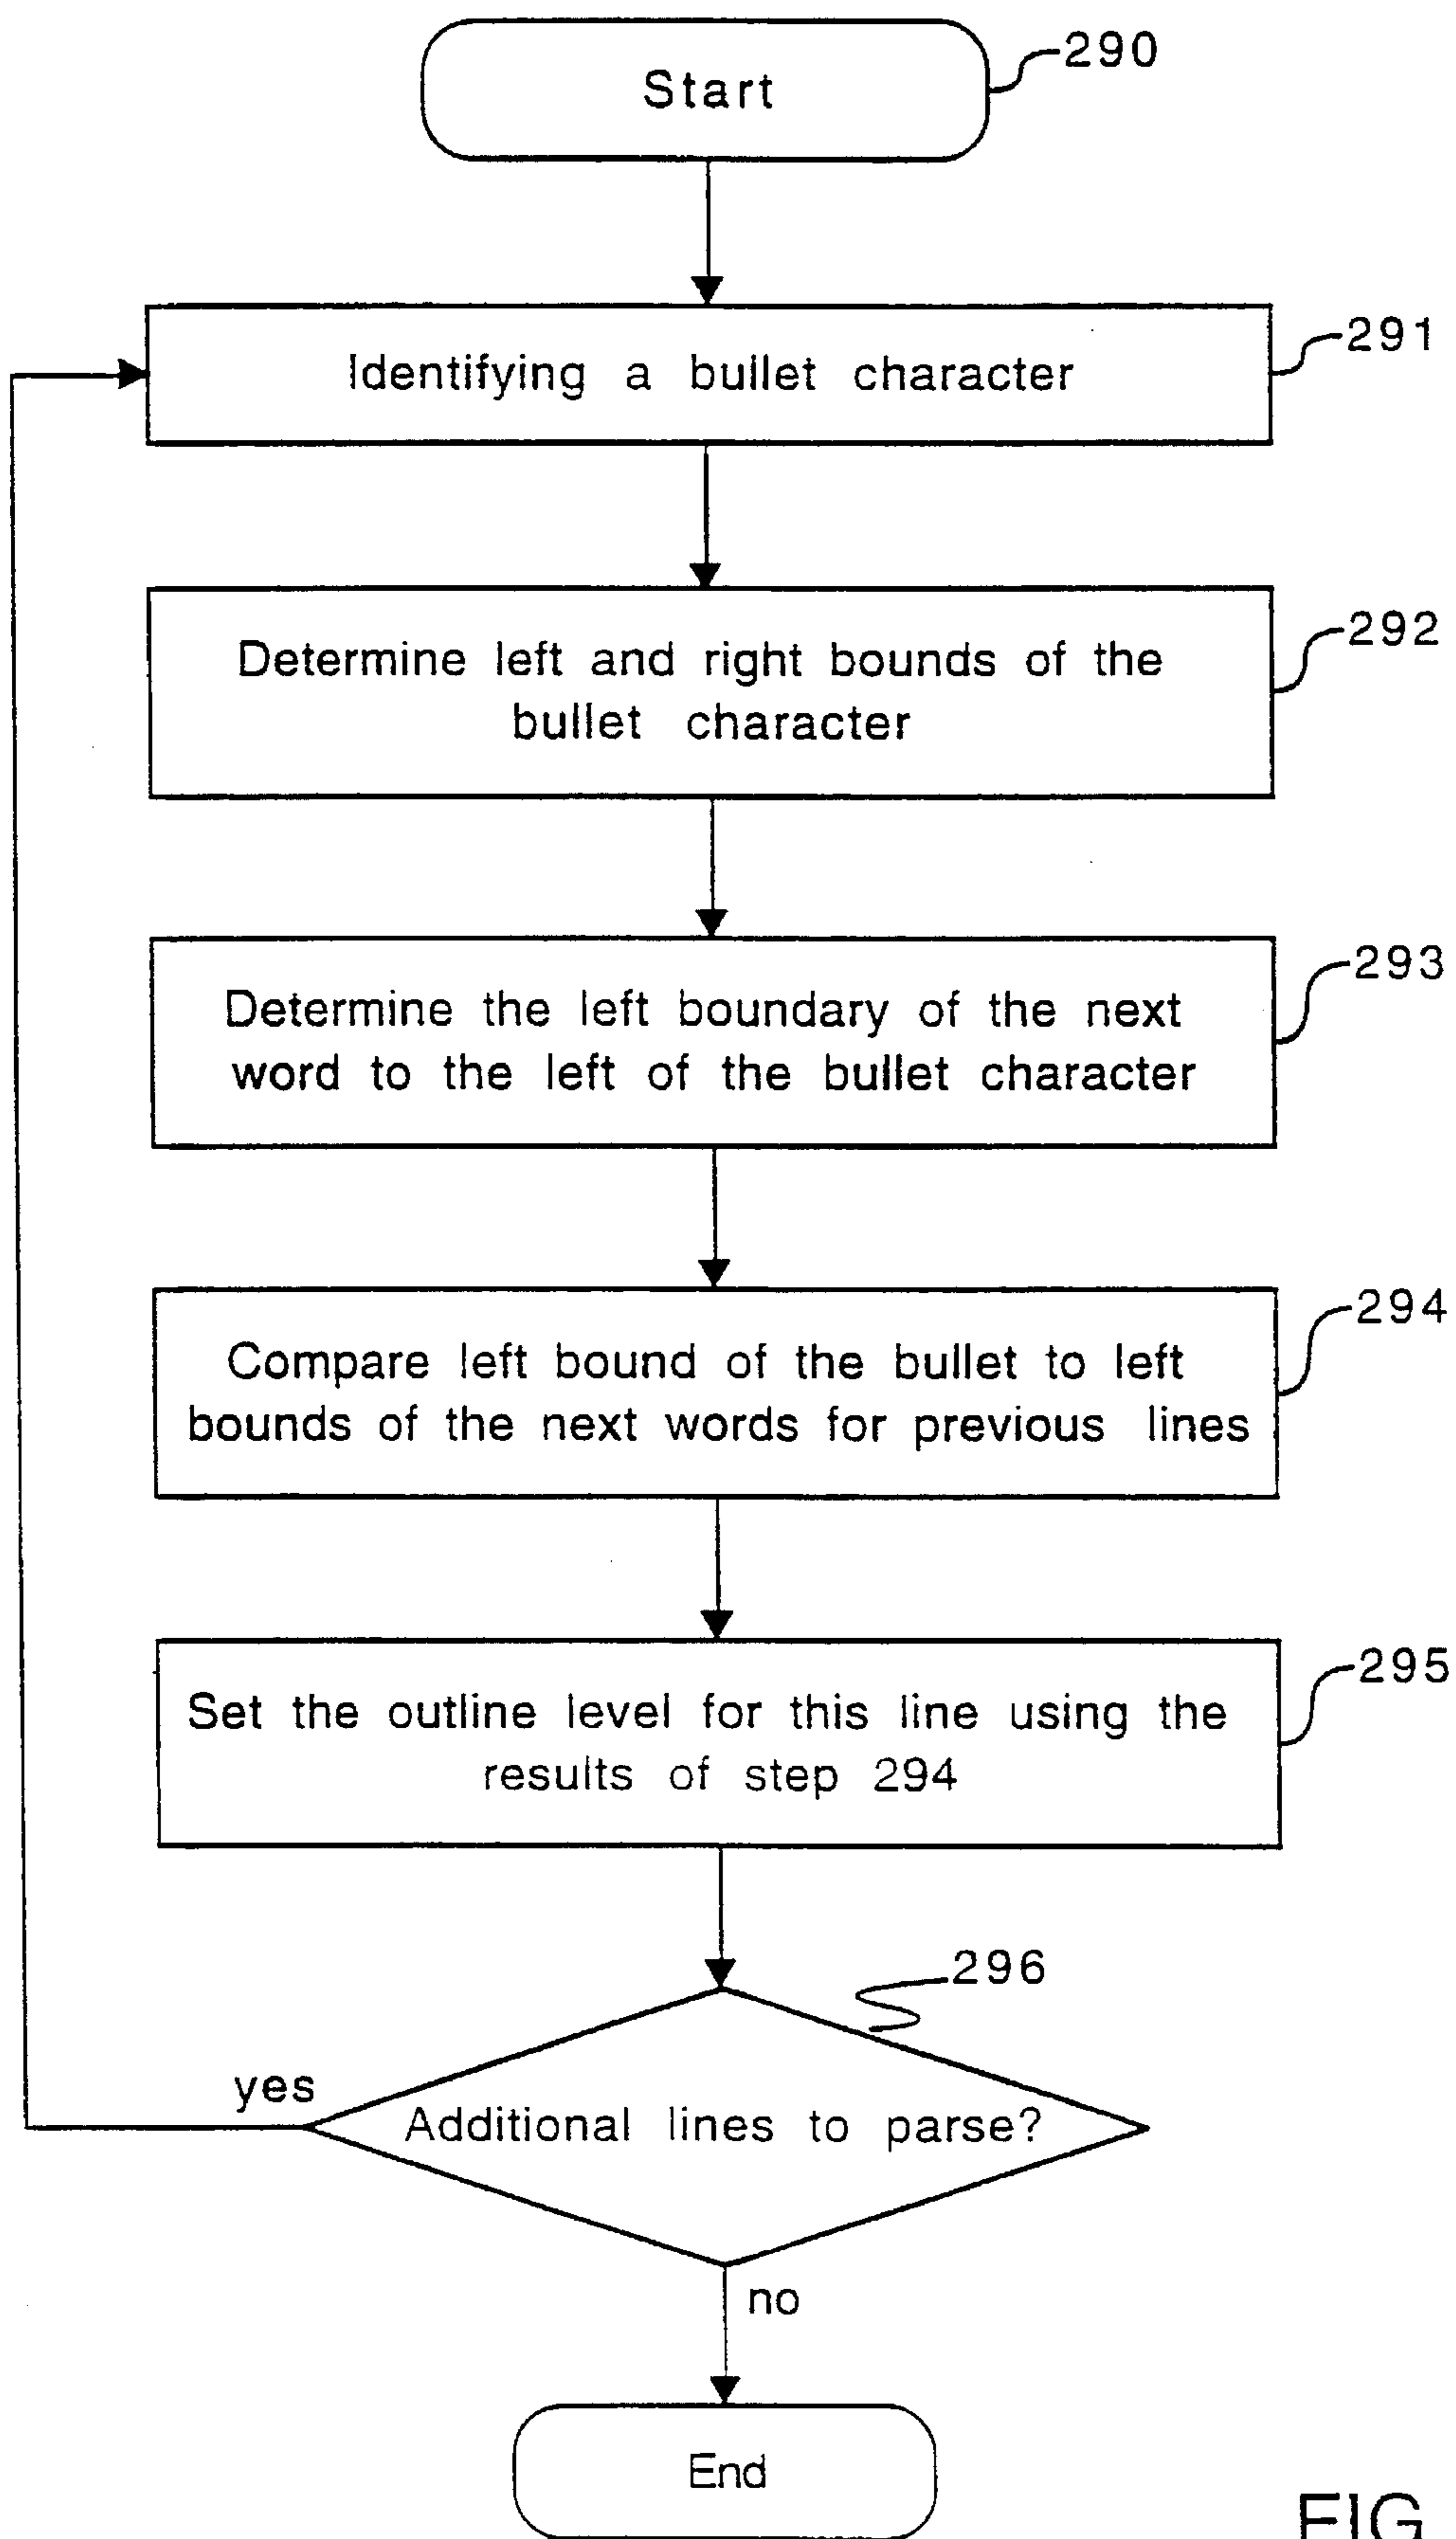 Start
290
Identifying a bullet character
291
Determine left and right bounds of the
bullet character
292
Determine the left boundary of the next
word to the left of the bullet character
293
Compare left bound of the bullet to left
bounds of the next words for previous lines
294
Set the outline level for this line using the
results of step 294
295
296
Additional lines to parse?
yes
no
End
FIG